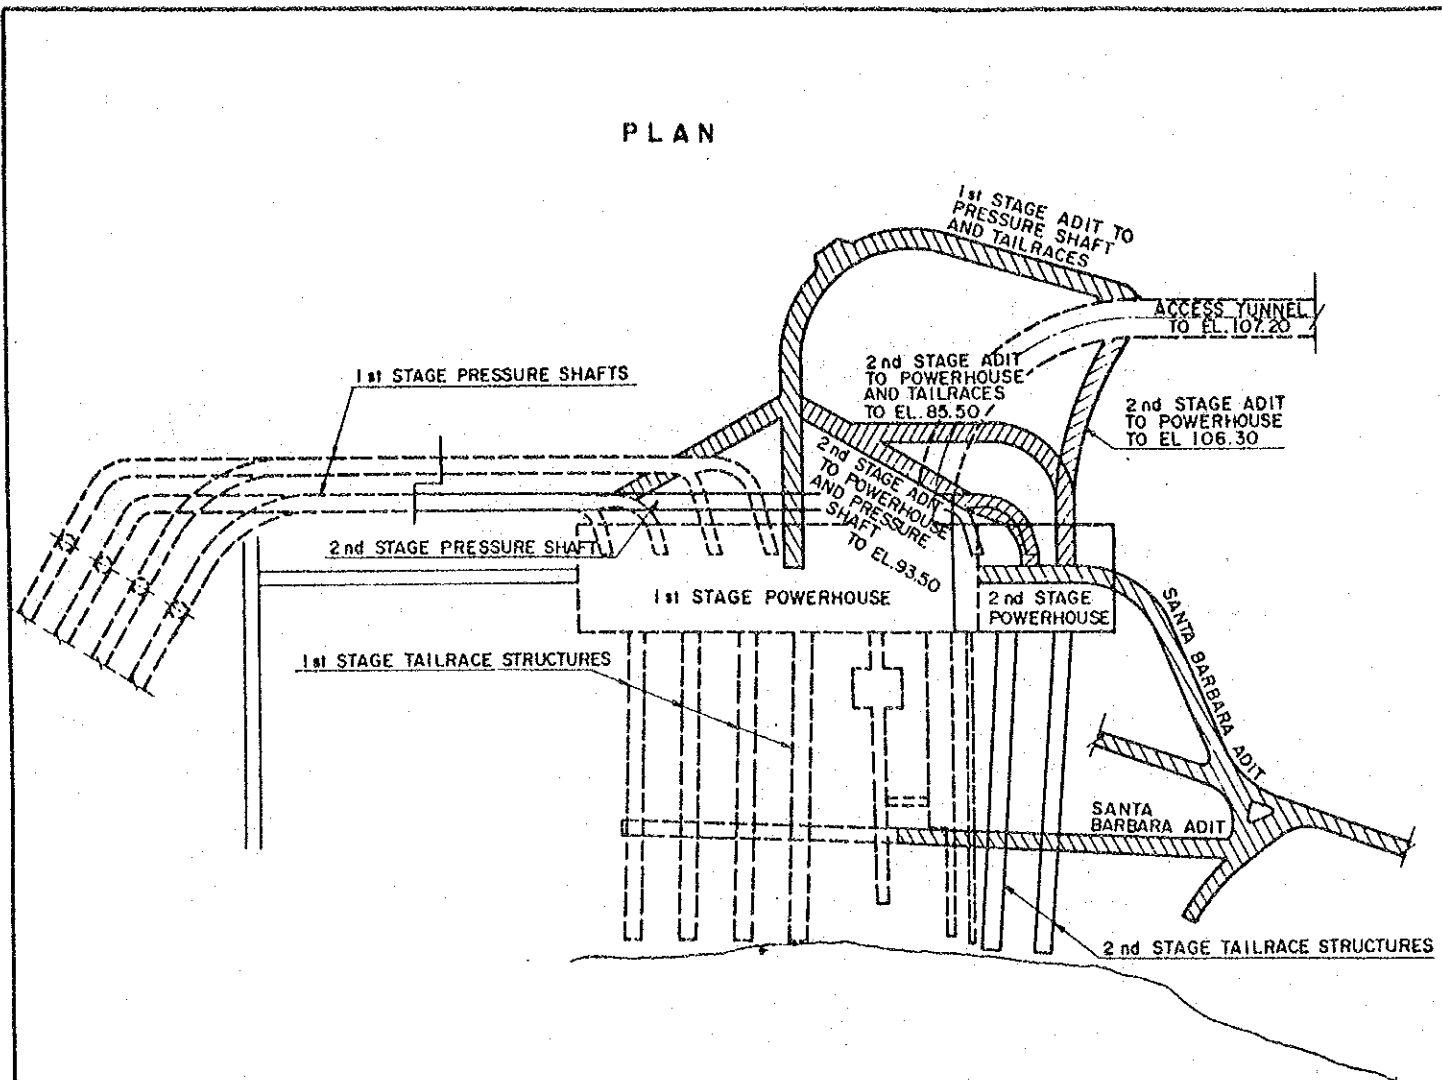 PLAN
1st STAGE ADIT TO
PRESSURE SHAFT
AND TAILRACES
ACCESS TUNNEL
TO EL.107.20
2nd STAGE ADIT
TO POWERHOUSE
AND TAILRACES
TO EL.85.50
1st STAGE PRESSURE SHAFTS
2nd STAGE ADIT
TO POWERHOUSE
TO EL 106.30
2nd STAGE ADIT
TO POWERHOUSE
AND PRESSURE
SHAFT
TO EL.93.50
2nd STAGE PRESSURE SHAFT
1st STAGE POWERHOUSE
2nd STAGE
POWERHOUSE
SANTA BARBARA ADIT
1st STAGE TAILRACE STRUCTURES
SANTA
BARBARA ADIT
2nd STAGE TAILRACE STRUCTURES